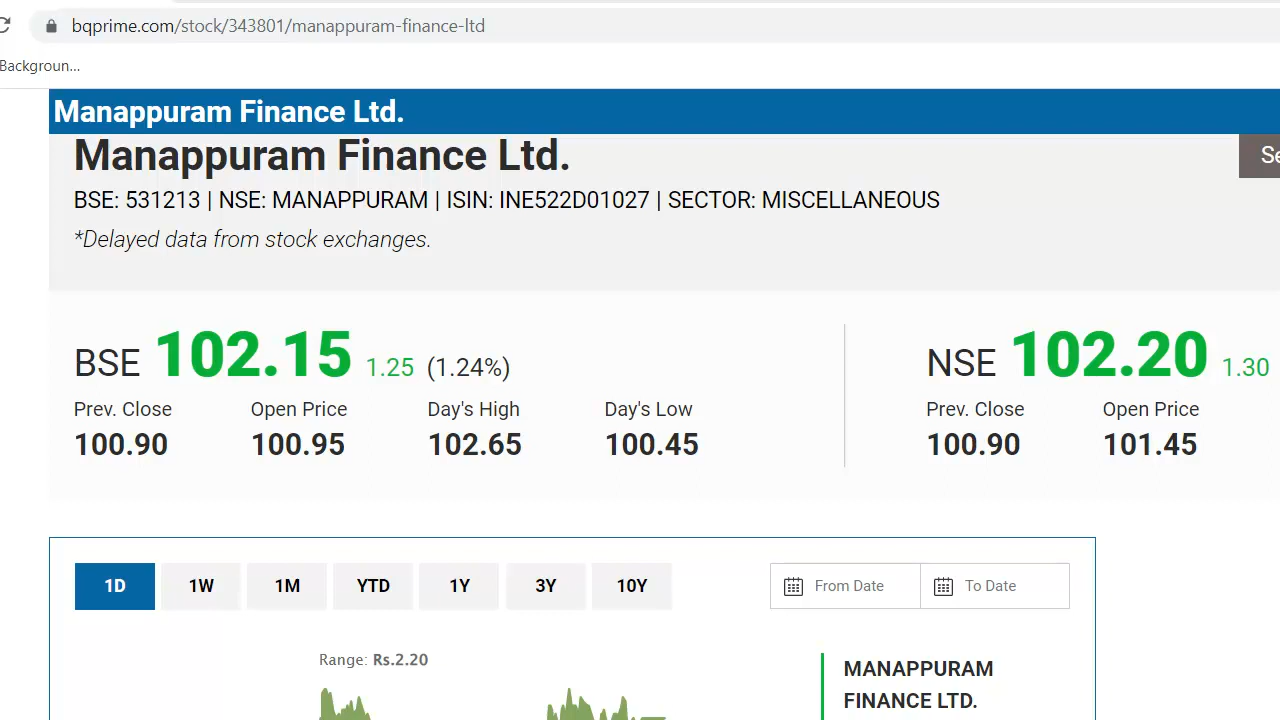 bqprime.com/stock/343801/manappuram-finance-ltd
Backgroun...
Manappuram Finance Ltd.
Manappuram Finance Ltd.
Se
BSE: 531213 | NSE: MANAPPURAM | ISIN: INE522D01027 | SECTOR: MISCELLANEOUS
*Delayed data from stock exchanges.
BSE 102.15 1.25 (1.24%)
Prev. Close Open Price Day's High Day's Low
100.90 100.95 102.65 100.45
NSE 102.20 1.30
Prev. Close Open Price
100.90 101.45
1D 1W 1M YTD 1Y 3Y 10Y From Date To Date
Range: Rs.2.20
MANAPPURAM
FINANCE LTD.